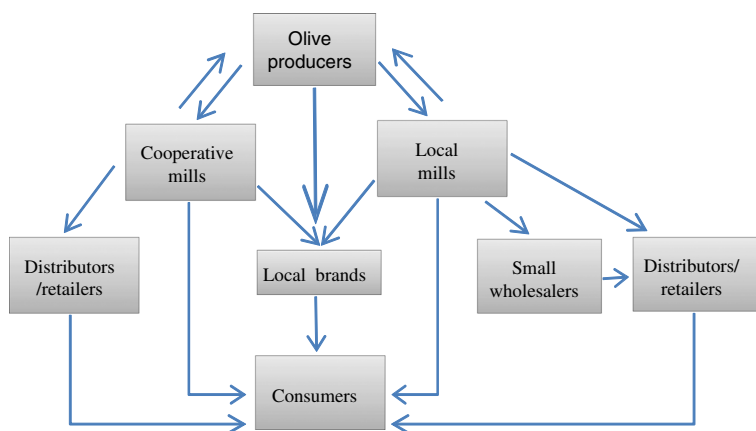 Olive
producers
Cooperative
mills
Local
mills
Distributors
/retailers
Local brands
Small
wholesalers
Distributors/
retailers
Consumers